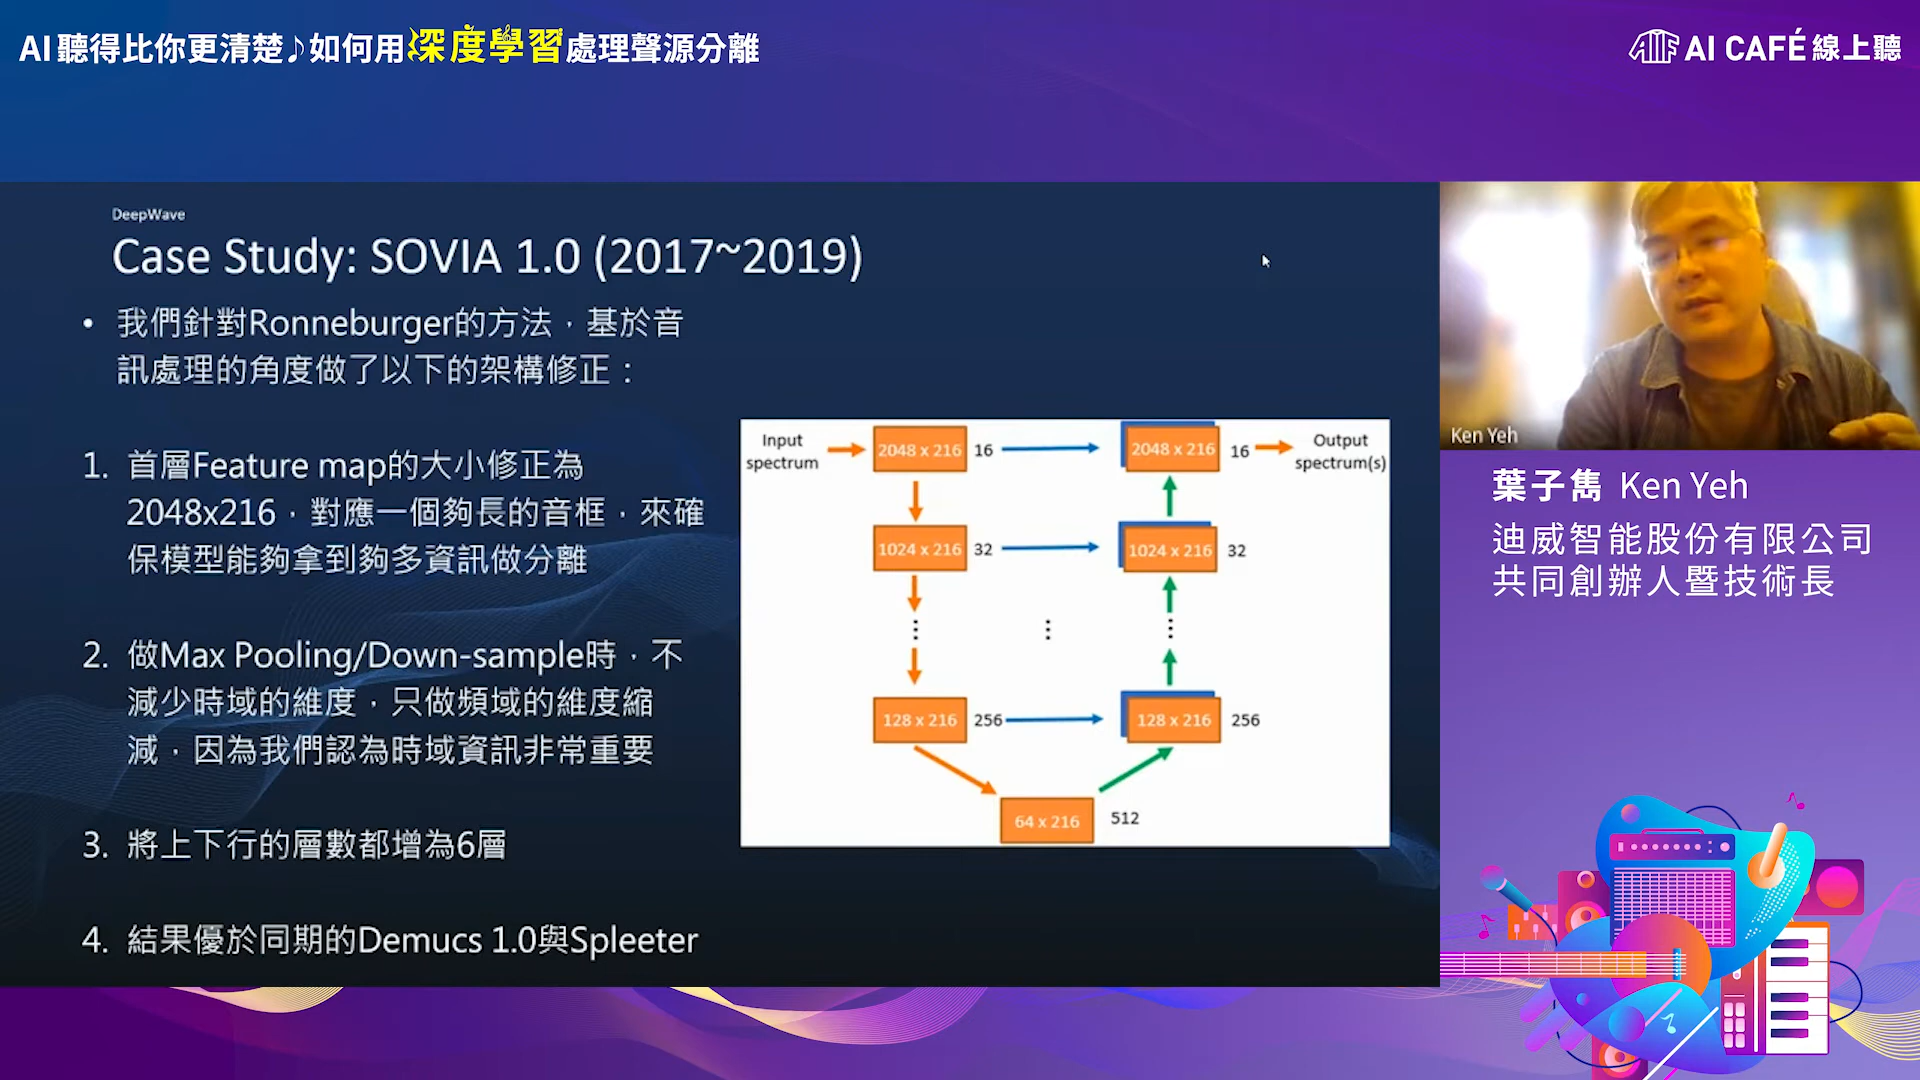 AI聽得比你更清楚♪如何用深度學習處理聲源分離
AIF AI CAFÉ 線上聽
DeepWave
Case Study: SOVIA 1.0 (2017~2019)
• 我們針對Ronneburger的方法，基於音
訊處理的角度做了以下的架構修正：
1. 首層Feature map的大小修正為
2048x216，對應一個夠長的音框，來確
保模型能夠拿到夠多資訊做分離
2. 做Max Pooling/Down-sample時，不
減少時域的維度，只做頻域的維度縮
減，因為我們認為時域資訊非常重要
3. 將上下行的層數都增為6層
4. 結果優於同期的Demucs 1.0與Spleeter
Input
spectrum
2048 x 216 16
2048 x 216 16
Output
spectrum(s)
1024 x 216 32
1024 x 216 32
128 x 216 256
128 x 216 256
64 x 216 512
Ken Yeh
葉子雋 Ken Yeh
迪威智能股份有限公司
共同創辦人暨技術長